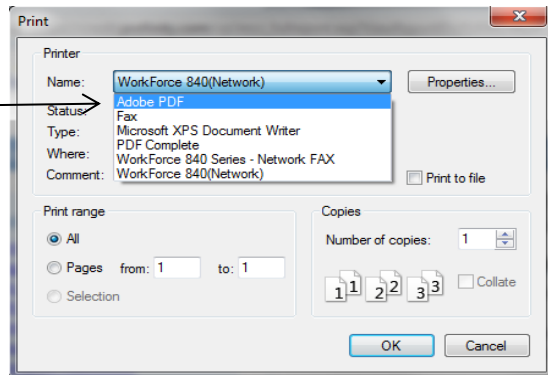 Print
Printer
Name: WorkForce 840(Network) Properties...
Adobe PDF
Status:
Fax
Type: Microsoft XPS Document Writer
PDF Complete
Where: WorkForce 840 Series - Network FAX
Comment: WorkForce 840(Network) Print to file
Print range
All
Pages from: 1 to: 1
Selection
Copies
Number of copies: 1
1 1 2 2 3 3 Collate
OK Cancel